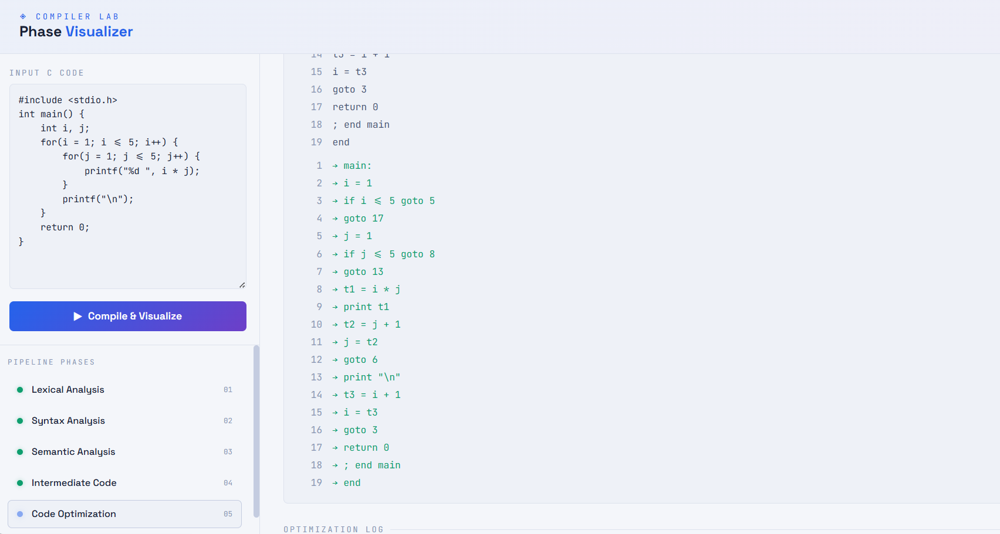 ◈ COMPILER LAB
Phase Visualizer
INPUT C CODE
#include <stdio.h>
int main() {
    int i, j;
    for(i = 1; i <= 5; i++) {
        for(j = 1; j <= 5; j++) {
            printf("%d ", i * j);
        }
        printf("\n");
    }
    return 0;
}
▶ Compile & Visualize
PIPELINE PHASES
Lexical Analysis 01
Syntax Analysis 02
Semantic Analysis 03
Intermediate Code 04
Code Optimization 05
14 t3 = i + 1
15 i = t3
16 goto 3
17 return 0
18 ; end main
19 end
1 → main:
2 → i = 1
3 → if i <= 5 goto 5
4 → goto 17
5 → j = 1
6 → if j <= 5 goto 8
7 → goto 13
8 → t1 = i * j
9 → print t1
10 → t2 = j + 1
11 → j = t2
12 → goto 6
13 → print "\n"
14 → t3 = i + 1
15 → i = t3
16 → goto 3
17 → return 0
18 → ; end main
19 → end
OPTIMIZATION LOG